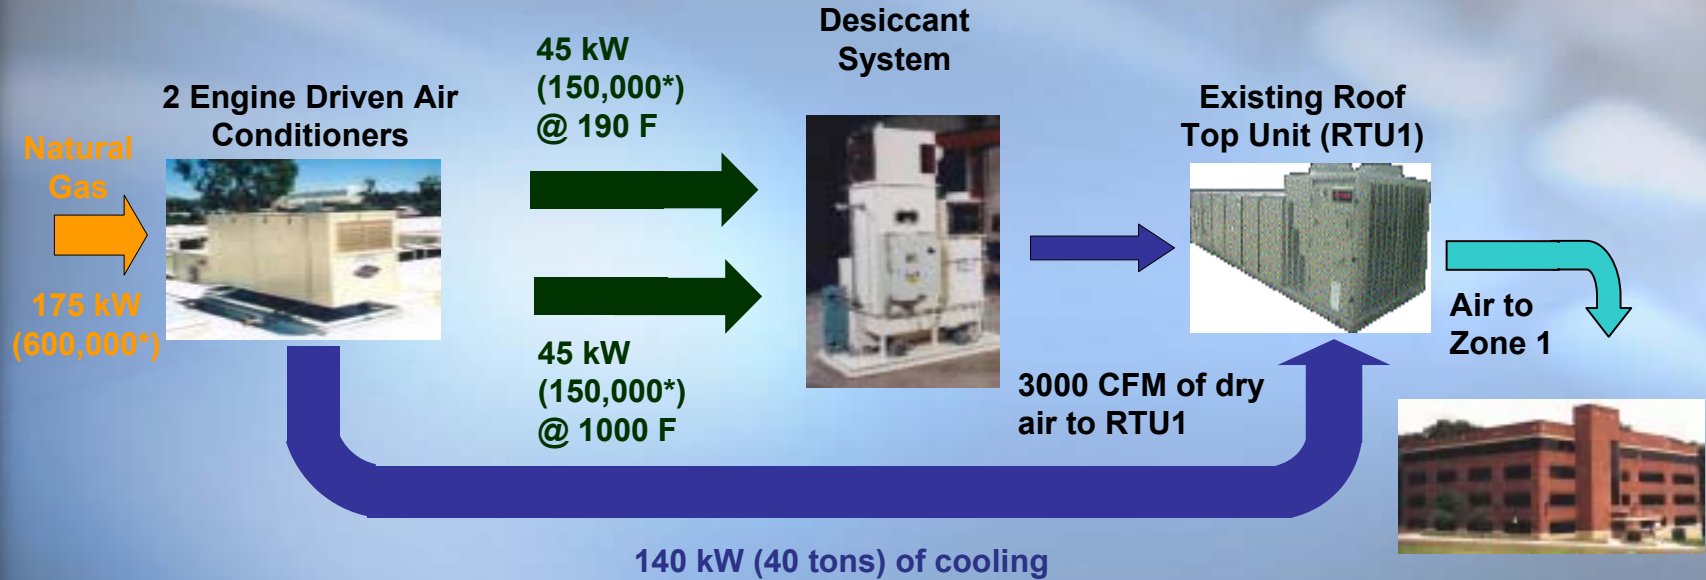 Natural
Gas
175 kW
(600,000*)
2 Engine Driven Air
Conditioners
45 kW
(150,000*)
@ 190 F
45 kW
(150,000*)
@ 1000 F
Desiccant
System
3000 CFM of dry
air to RTU1
Existing Roof
Top Unit (RTU1)
Air to
Zone 1
140 kW (40 tons) of cooling